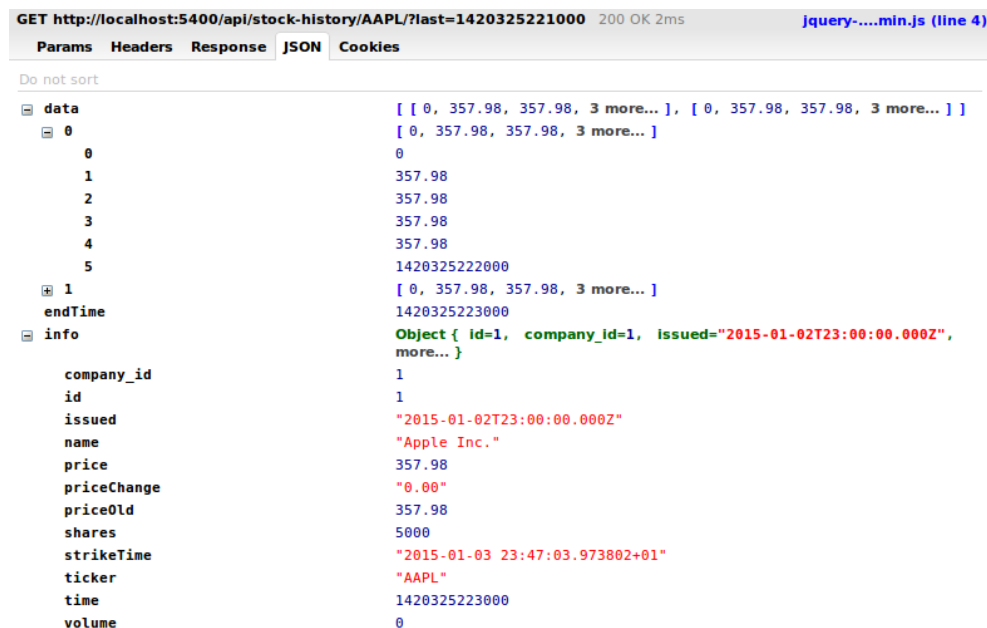 GET http://localhost:5400/api/stock-history/AAPL/?last=1420325221000 200 OK 2ms jquery-....min.js (line 4)
Params Headers Response JSON Cookies
Do not sort
data [ [ 0, 357.98, 357.98, 3 more... ], [ 0, 357.98, 357.98, 3 more... ] ]
0 [ 0, 357.98, 357.98, 3 more... ]
0 0
1 357.98
2 357.98
3 357.98
4 357.98
5 1420325222000
1 [ 0, 357.98, 357.98, 3 more... ]
endTime 1420325223000
info Object { id=1, company_id=1, issued="2015-01-02T23:00:00.000Z",
more... }
company_id 1
id 1
issued "2015-01-02T23:00:00.000Z"
name "Apple Inc."
price 357.98
priceChange "0.00"
priceOld 357.98
shares 5000
strikeTime "2015-01-03 23:47:03.973802+01"
ticker "AAPL"
time 1420325223000
volume 0